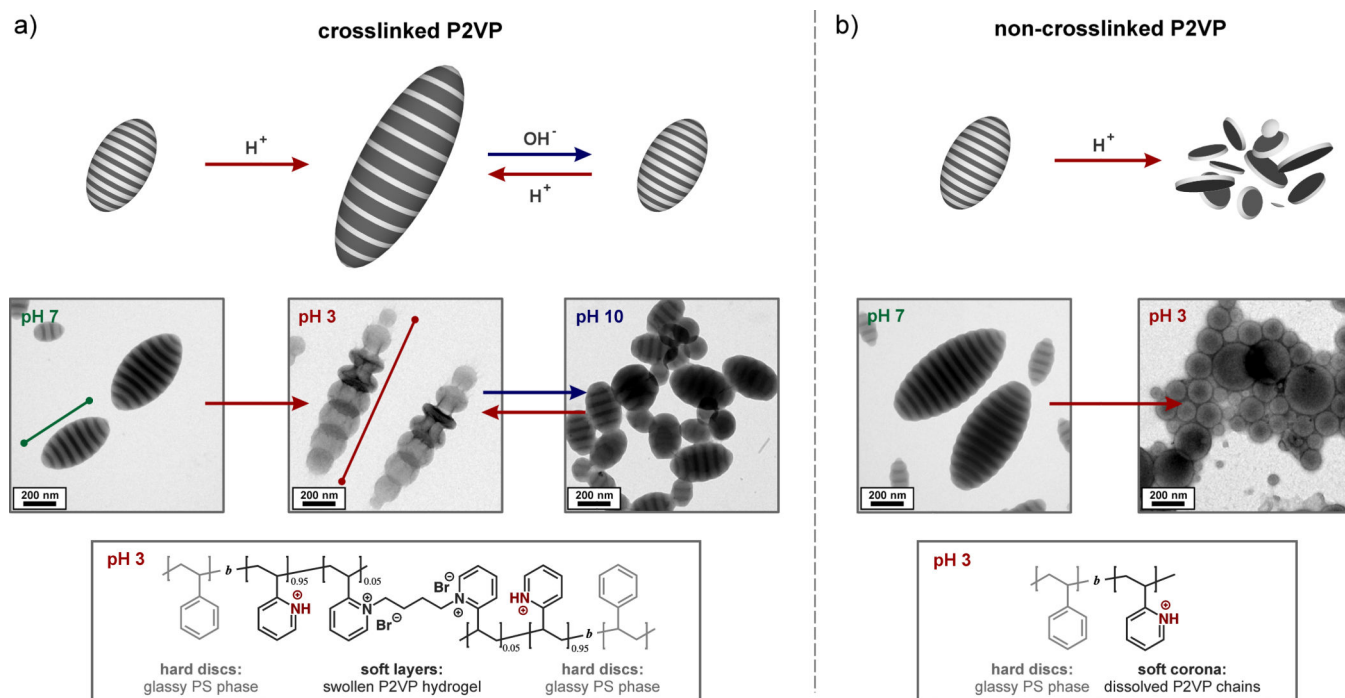 a)
crosslinked P2VP
H+
OH-
H+
pH 7
200 nm
pH 3
200 nm
pH 10
200 nm
pH 3
b
0.95
0.05
NH
⊕
N
+
Br⊖
Br⊖
N
+
HN
⊕
0.05
0.95
b
hard discs:
glassy PS phase
soft layers:
swollen P2VP hydrogel
hard discs:
glassy PS phase
b)
non-crosslinked P2VP
H+
pH 7
200 nm
pH 3
200 nm
pH 3
b
NH
⊕
hard discs:
glassy PS phase
soft corona:
dissolved P2VP chains